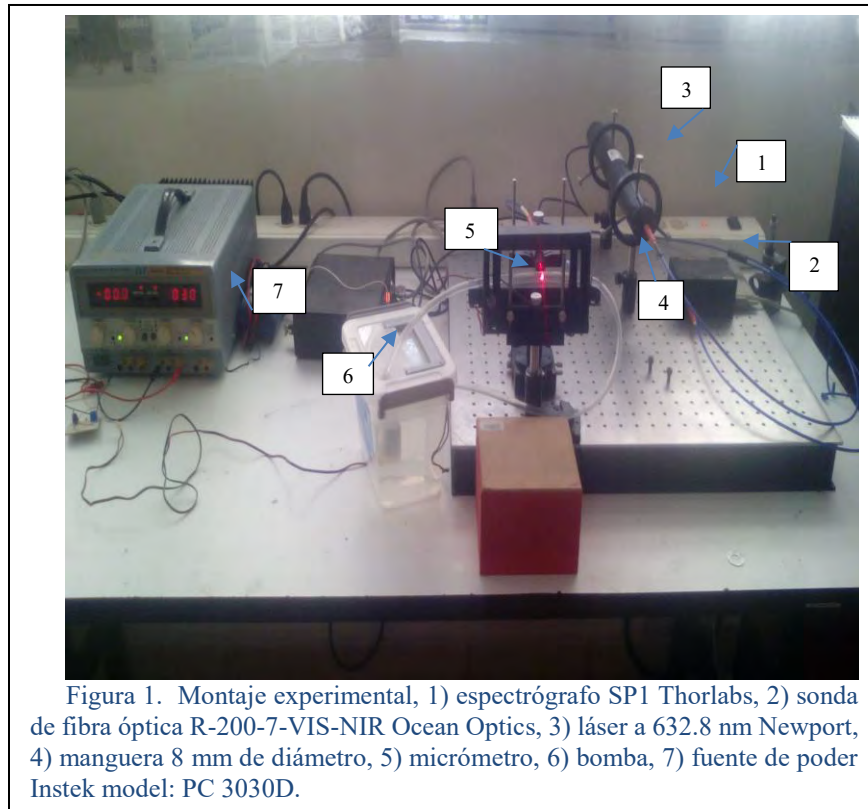 3
1
5
2
7
4
6
Figura 1. Montaje experimental, 1) espectrógrafo SP1 Thorlabs, 2) sonda
de fibra óptica R-200-7-VIS-NIR Ocean Optics, 3) láser a 632.8 nm Newport,
4) manguera 8 mm de diámetro, 5) micrómetro, 6) bomba, 7) fuente de poder
Instek model: PC 3030D.